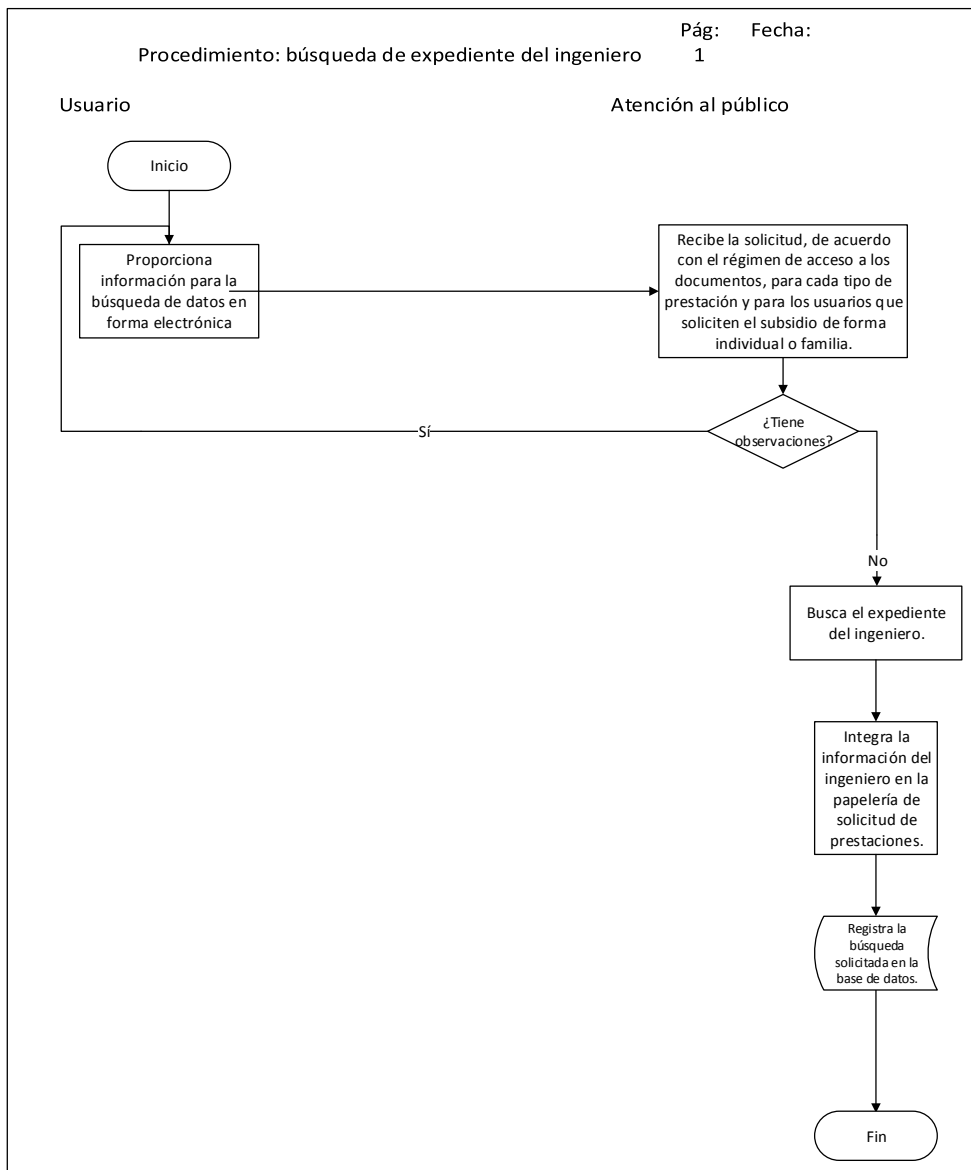 Pág: Fecha:
Procedimiento: búsqueda de expediente del ingeniero 1
Usuario Atención al público
Inicio
Proporciona
información para la
búsqueda de datos en
forma electrónica
Recibe la solicitud, de acuerdo
con el régimen de acceso a los
documentos, para cada tipo de
prestación y para los usuarios que
soliciten el subsidio de forma
individual o familia.
¿Tiene
observaciones?
Sí
No
Busca el expediente
del ingeniero.
Integra la
información del
ingeniero en la
papelería de
solicitud de
prestaciones.
Registra la
búsqueda
solicitada en la
base de datos.
Fin